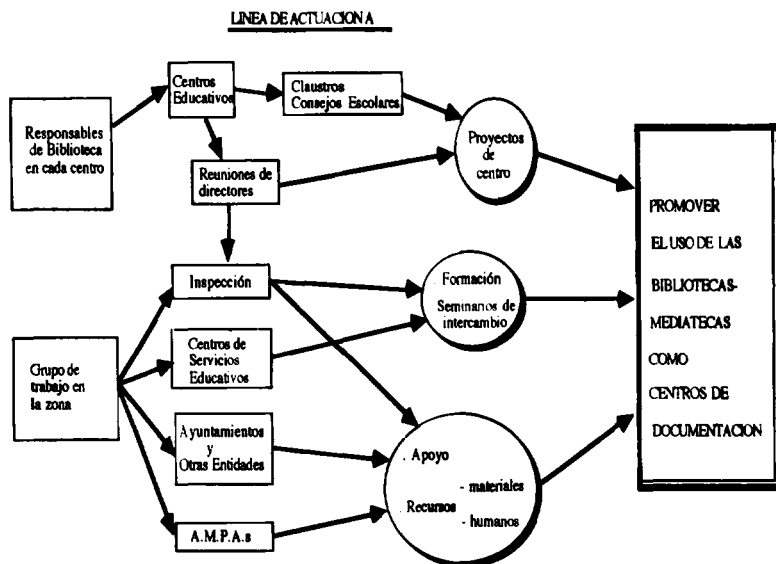 LINEA DE ACTUACION A
Centros
Educativos
Claustros
Consejos Escolares
Responsables
de Biblioteca
en cada centro
Proyectos
de
centro
Reuniones de
directores
PROMOVER
EL USO DE LAS
BIBLIOTECAS-
MEDIATECAS
COMO
CENTROS DE
DOCUMENTACION
Inspección
Formación
Seminarios de
intercambio
Centros de
Servicios
Educativos
Grupo de
trabajo en
la zona
Ayuntamientos
y
Otras Entidades
. Apoyo
- materiales
. Recursos
- humanos
A.M.P.A.s